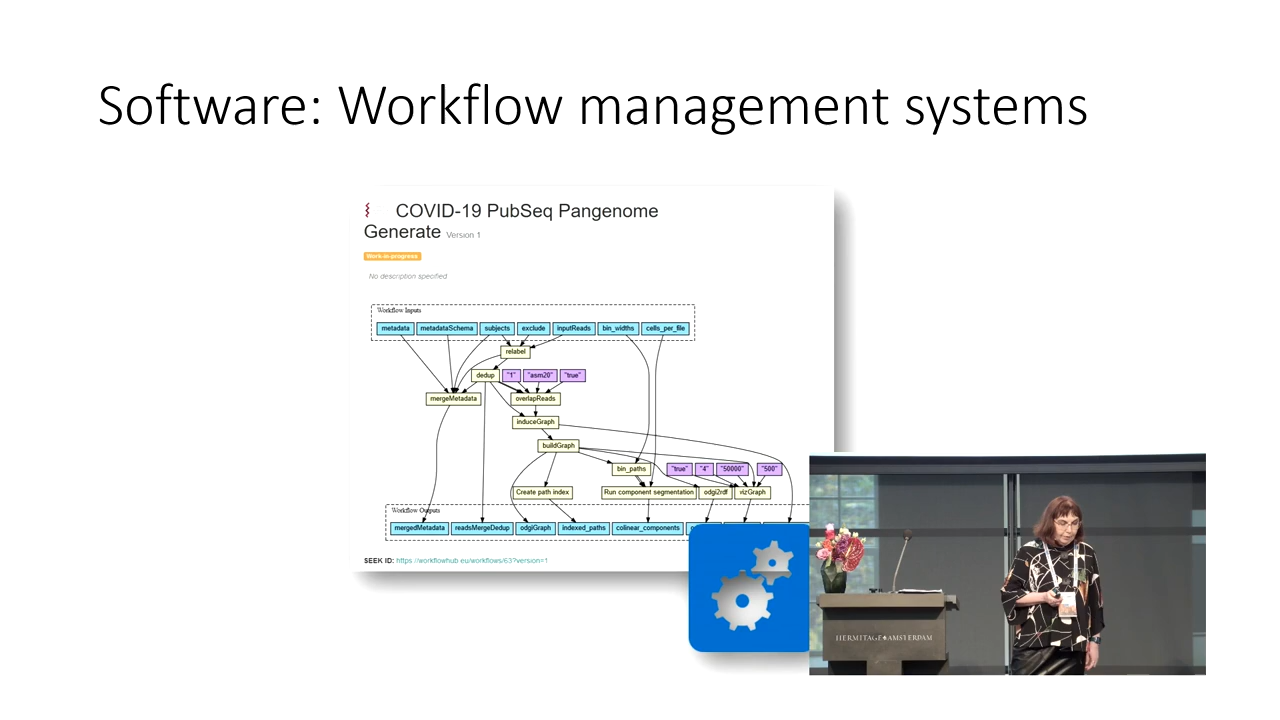 Software: Workflow management systems
COVID-19 PubSeq Pangenome
Generate Version 1
Work-in-progress
No description specified
Workflow Inputs
metadata metadataSchema subjects exclude inputReads bin_widths cells_per_file
relabel
dedup "1" "asm20" "true"
mergeMetadata overlapReads
induceGraph
buildGraph
bin_paths "true" "4" "50000" "500"
Create path index Run component segmentation odgi2rdf vizGraph
Workflow Outputs
mergedMetadata readsMergeDedup odgiGraph indexed_paths colinear_components
SEEK ID: https://workflowhub.eu/workflows/63?version=1
HERMITAGE AMSTERDAM